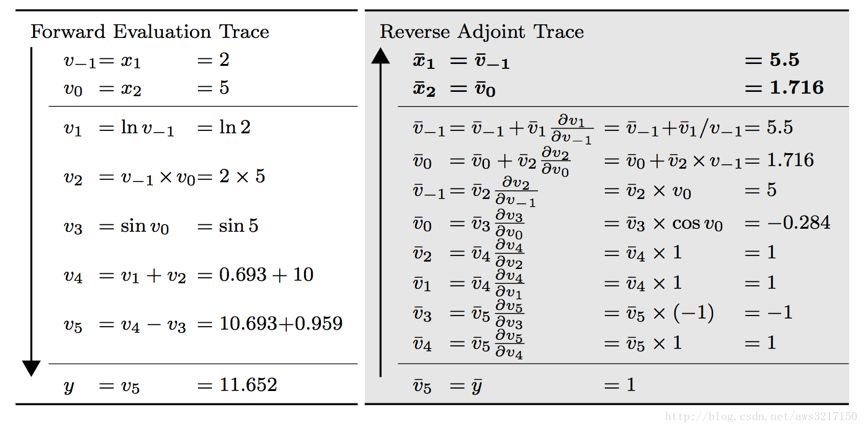 Forward Evaluation Trace
v₋₁= x₁ = 2
v₀ = x₂ = 5
v₁ = ln v₋₁ = ln 2
v₂ = v₋₁ × v₀= 2 × 5
v₃ = sin v₀ = sin 5
v₄ = v₁ + v₂ = 0.693 + 10
v₅ = v₄ − v₃ = 10.693+0.959
y = v₅ = 11.652
Reverse Adjoint Trace
x̄₁ = v̄₋₁ = 5.5
x̄₂ = v̄₀ = 1.716
v̄₋₁= v̄₋₁ + v̄₁ ∂v₁/∂v₋₁ = v̄₋₁+v̄₁/v₋₁= 5.5
v̄₀ = v̄₀ + v̄₂ ∂v₂/∂v₀ = v̄₀+v̄₂ × v₋₁= 1.716
v̄₋₁= v̄₂ ∂v₂/∂v₋₁ = v̄₂ × v₀ = 5
v̄₀ = v̄₃ ∂v₃/∂v₀ = v̄₃ × cos v₀ = −0.284
v̄₂ = v̄₄ ∂v₄/∂v₂ = v̄₄ × 1 = 1
v̄₁ = v̄₄ ∂v₄/∂v₁ = v̄₄ × 1 = 1
v̄₃ = v̄₅ ∂v₅/∂v₃ = v̄₅ × (−1) = −1
v̄₄ = v̄₅ ∂v₅/∂v₄ = v̄₅ × 1 = 1
v̄₅ = ȳ = 1
http://blog.csdn.net/aws3217150